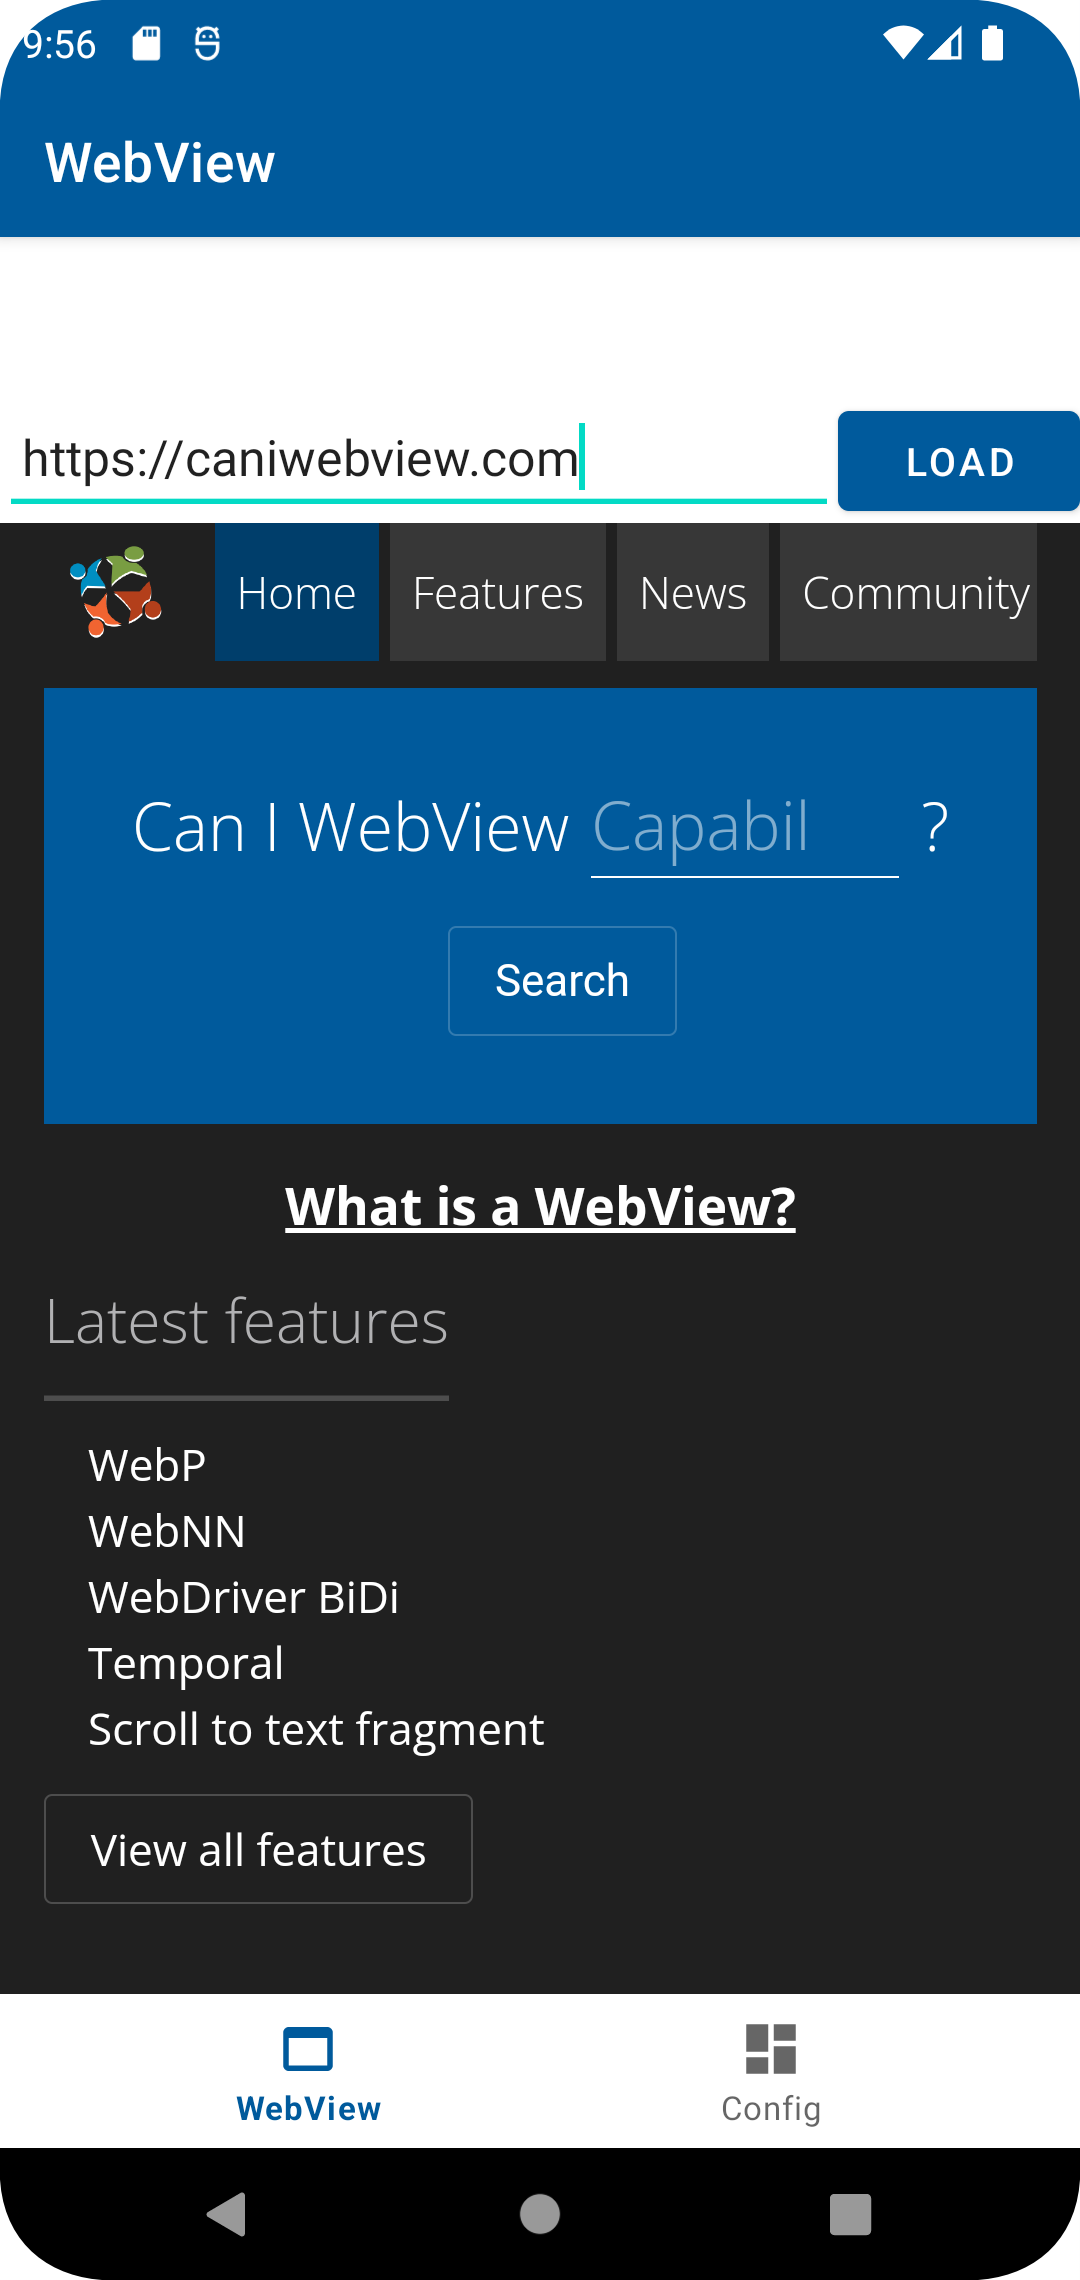 9:56
WebView
https://caniwebview.com
LOAD
Home Features News Community
Can I WebView Capabil ?
Search
What is a WebView?
Latest features
WebP
WebNN
WebDriver BiDi
Temporal
Scroll to text fragment
View all features
WebView Config